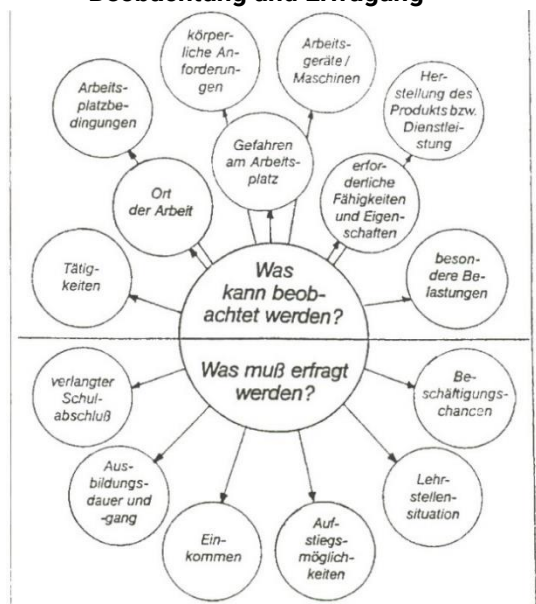 Beobachtung und Erfragung
körper-
liche An-
forderun-
gen
Arbeits-
geräte/
Maschinen
Arbeits-
platzbe-
dingungen
Her-
stellung des
Produkts bzw.
Dienstlei-
stung
Gefahren
am Arbeits-
platz
Ort
der Arbeit
erfor-
derliche
Fähigkeiten
und Eigen-
schaften
Tätig-
keiten
beson-
dere Be-
lastungen
Was
kann beob-
achtet werden?
Was muß erfragt
werden?
verlangter
Schul-
abschluß
Be-
schäftigungs-
chancen
Aus-
bildungs-
dauer und
-gang
Lehr-
stellen-
situation
Ein-
kommen
Auf-
stiegs-
möglich-
keiten